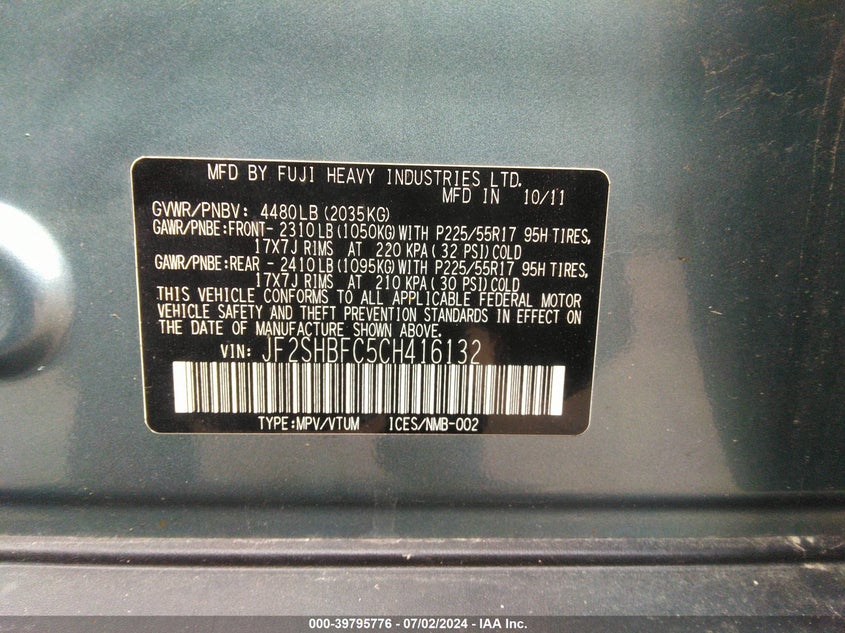 MFD BY FUJI HEAVY INDUSTRIES LTD.
MFD IN 10/11
GVWR/PNBV: 4480LB (2035KG)
GAWR/PNBE:FRONT- 2310 LB (1050KG) WITH P225/55R17 95H TIRES,
17X7J RIMS AT 220 KPA ( 32 PSI) COLD
GAWR/PNBE:REAR - 2410 LB (1095KG) WITH P225/55R17 95H TIRES,
17X7J RIMS AT 210 KPA ( 30 PSI) COLD
THIS VEHICLE CONFORMS TO ALL APPLICABLE FEDERAL MOTOR
VEHICLE SAFETY AND THEFT PREVENTION STANDARDS IN EFFECT ON
THE DATE OF MANUFACTURE SHOWN ABOVE.
VIN: JF2SHBFC5CH416132
TYPE:MPV/VTUM ICES/NMB-002
000-39795776 - 07/02/2024 - IAA Inc.